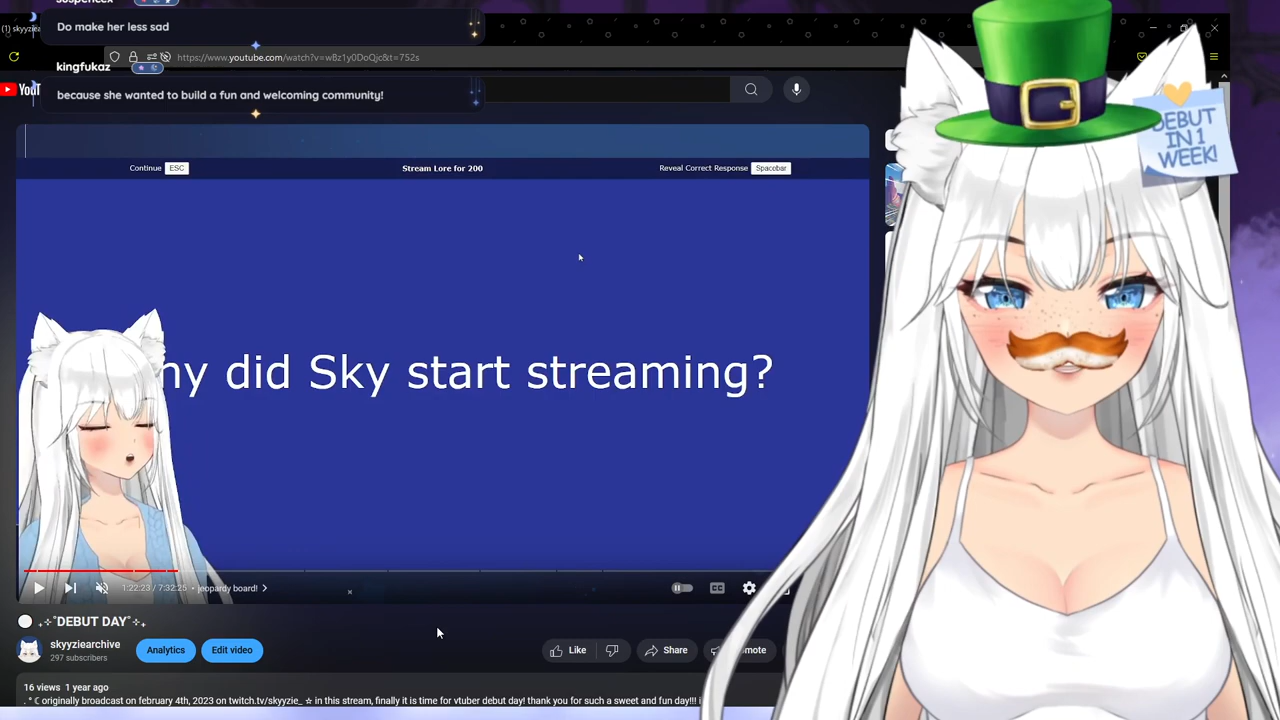 Do make her less sad
(1) skyyzie
kingfukaz
https://www.youtube.com/watch?v=wBz1y0DoQjc&t=752s
because she wanted to build a fun and welcoming community!
DEBUT
IN 1
WEEK!
Continue ESC
Stream Lore for 200
Reveal Correct Response Spacebar
hy did Sky start streaming?
1:22:23 / 7:32:25 • jeopardy board!
CC
₊⊹˚DEBUT DAY˚⊹₊
skyyziearchive
297 subscribers
Analytics
Edit video
Like
Share
16 views 1 year ago
. ° ☾ originally broadcast on february 4th, 2023 on twitch.tv/skyyzie_ ☆ in this stream, finally it is time for vtuber debut day! thank you for such a sweet and fun day!!!